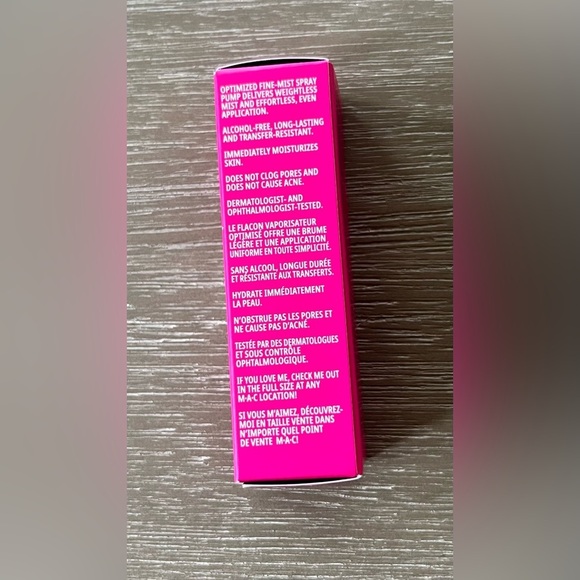 OPTIMIZED FINE-MIST SPRAY
PUMP DELIVERS WEIGHTLESS
MIST AND EFFORTLESS, EVEN
APPLICATION.
ALCOHOL-FREE, LONG-LASTING
AND TRANSFER-RESISTANT.
IMMEDIATELY MOISTURIZES
SKIN.
DOES NOT CLOG PORES AND
DOES NOT CAUSE ACNE.
DERMATOLOGIST- AND
OPHTHALMOLOGIST-TESTED.
LE FLACON VAPORISATEUR
OPTIMISÉ OFFRE UNE BRUME
LÉGÈRE ET UNE APPLICATION
UNIFORME EN TOUTE SIMPLICITÉ.
SANS ALCOOL, LONGUE DURÉE
ET RÉSISTANTE AUX TRANSFERTS.
HYDRATE IMMÉDIATEMENT
LA PEAU.
N'OBSTRUE PAS LES PORES ET
NE CAUSE PAS D'ACNÉ.
TESTÉE PAR DES DERMATOLOGUES
ET SOUS CONTRÔLE
OPHTALMOLOGIQUE.
IF YOU LOVE ME, CHECK ME OUT
IN THE FULL SIZE AT ANY
M·A·C LOCATION!
SI VOUS M'AIMEZ, DÉCOUVREZ-
MOI EN TAILLE VENTE DANS
N'IMPORTE QUEL POINT
DE VENTE M·A·C!